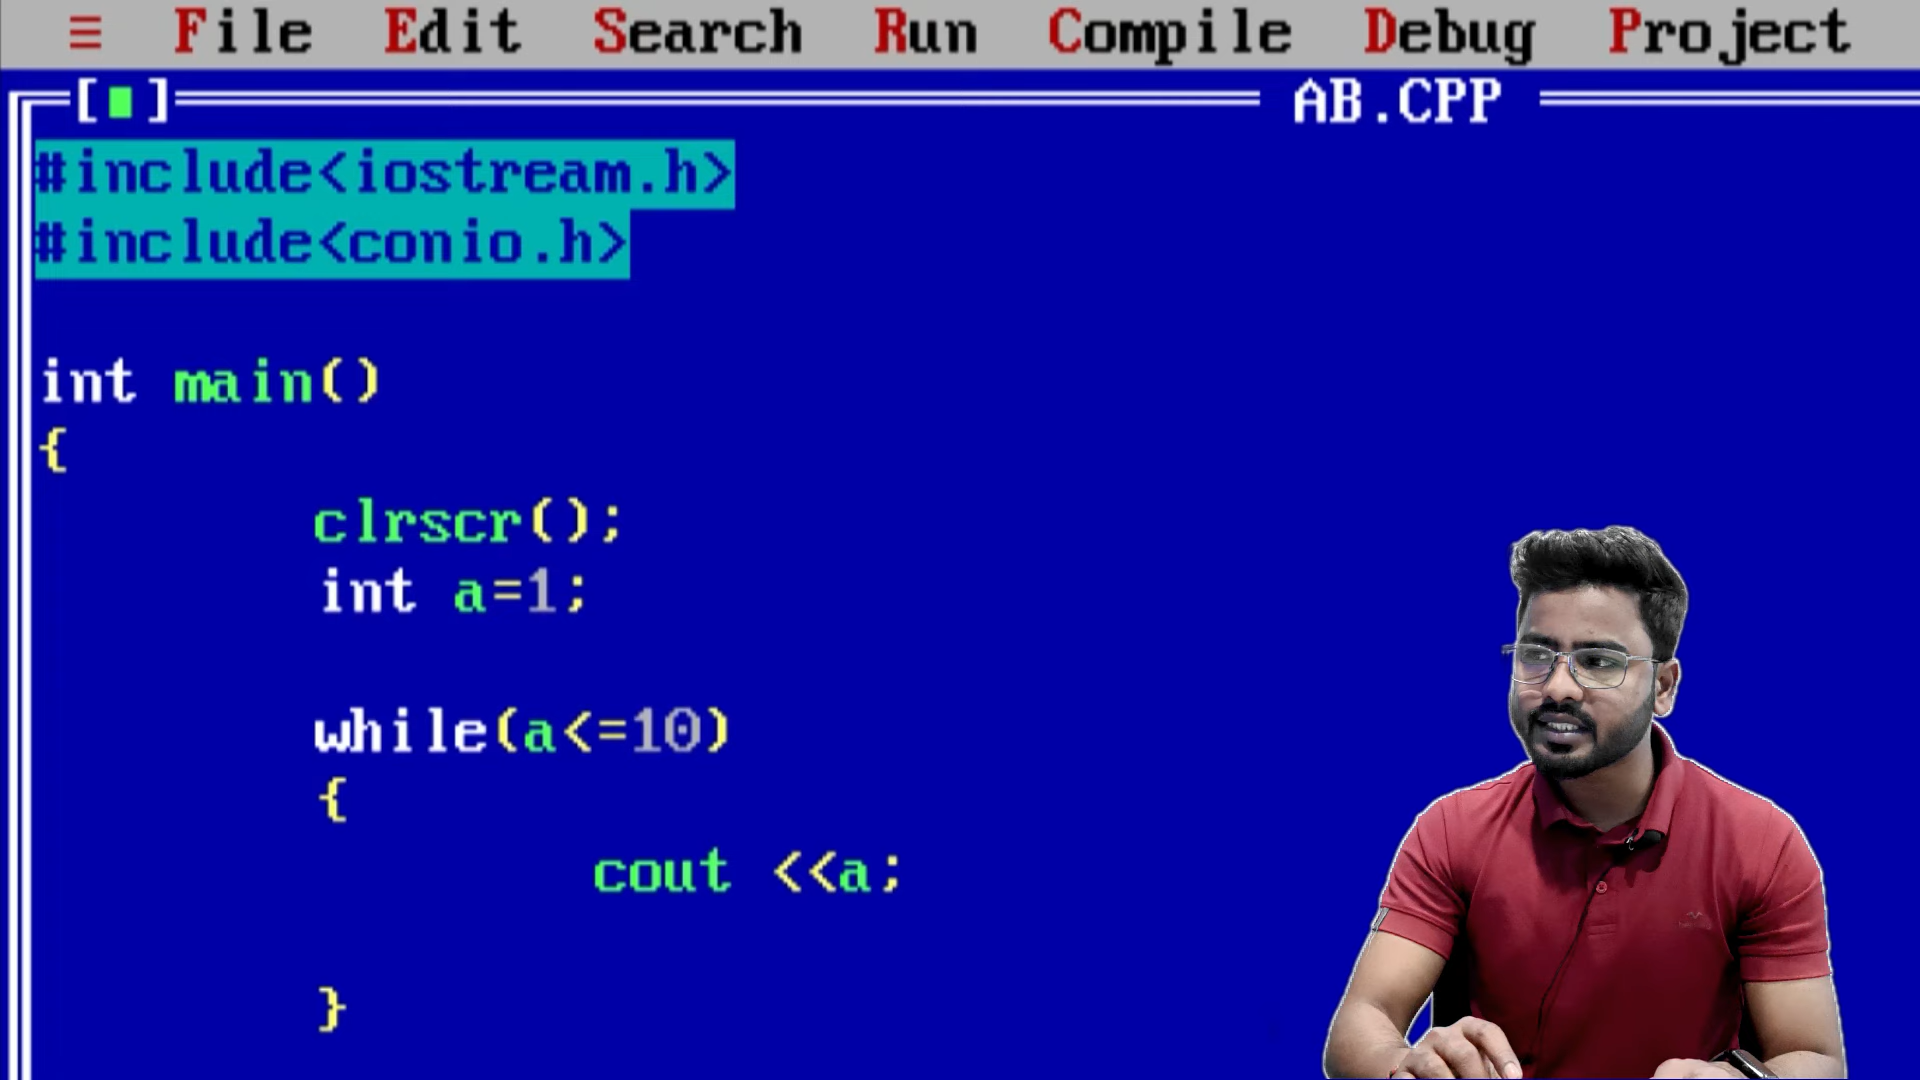 ≡ File Edit Search Run Compile Debug Project
[■] AB.CPP
#include<iostream.h>
#include<conio.h>
int main()
{
clrscr();
int a=1;
while(a<=10)
{
cout <<a;
}